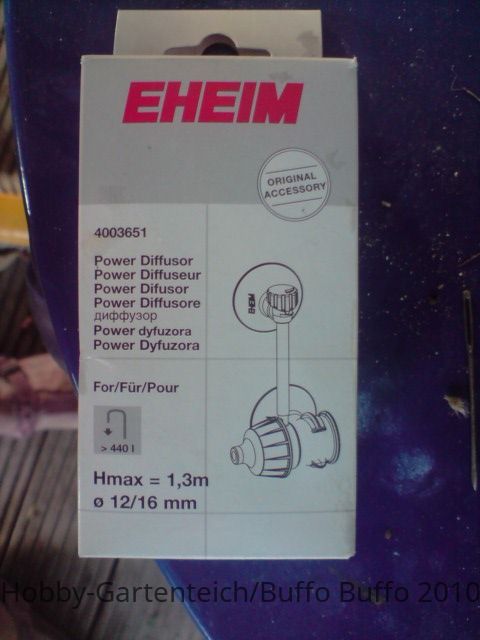 EHEIM
ORIGINAL
ACCESSORY
4003651
Power Diffusor
Power Diffuseur
Power Difusor
Power Diffusore
диффузор
Power dyfuzora
Power Dyfuzora
EHEIM
For/Für/Pour
> 440 l
Hmax = 1,3m
ø 12/16 mm
Hobby-Gartenteich/Buffo Buffo 2010